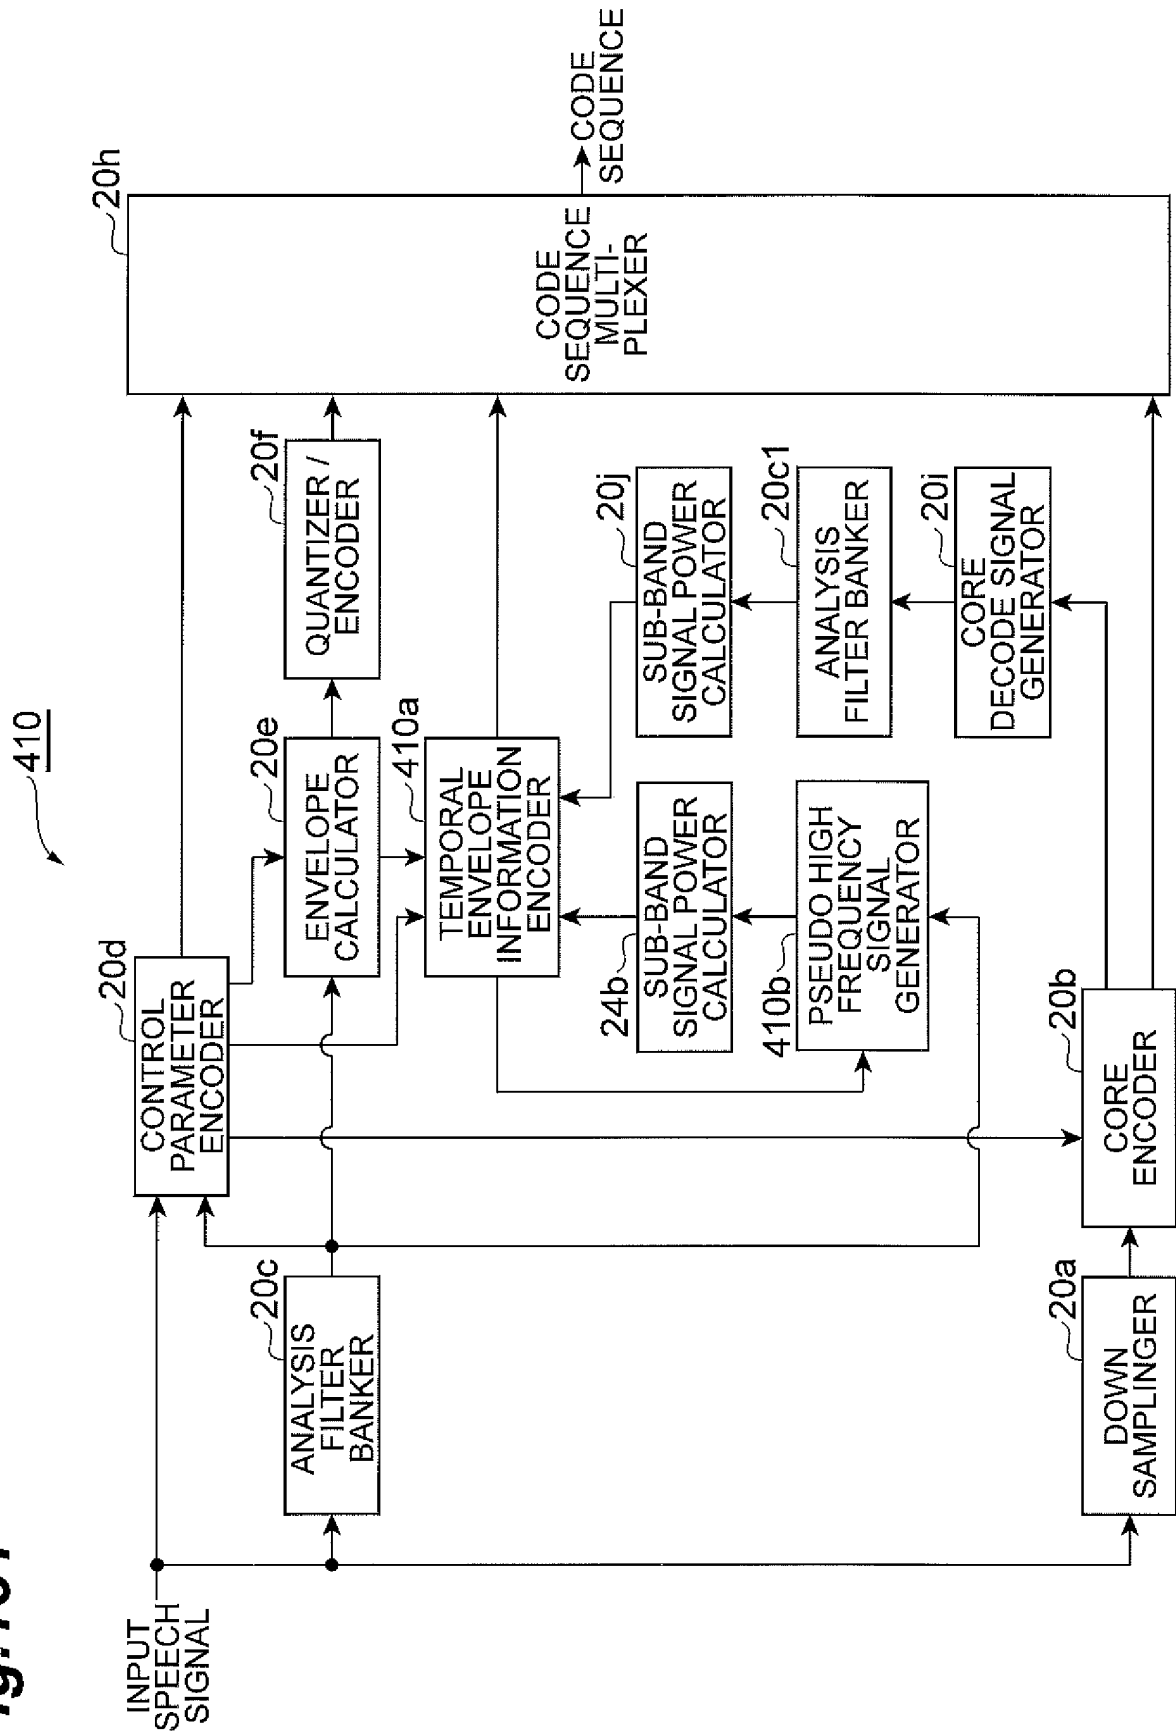 410
INPUT
SPEECH
SIGNAL
20d
CONTROL
PARAMETER
ENCODER
20c
ANALYSIS
FILTER
BANKER
20e
ENVELOPE
CALCULATOR
20f
QUANTIZER /
ENCODER
410a
TEMPORAL
ENVELOPE
INFORMATION
ENCODER
24b
SUB-BAND
SIGNAL POWER
CALCULATOR
20j
SUB-BAND
SIGNAL POWER
CALCULATOR
410b
PSEUDO HIGH
FREQUENCY
SIGNAL
GENERATOR
20c1
ANALYSIS
FILTER BANKER
20i
CORE
DECODE SIGNAL
GENERATOR
20a
DOWN
SAMPLINGER
20b
CORE
ENCODER
20h
CODE
SEQUENCE
MULTI-
PLEXER
CODE
SEQUENCE